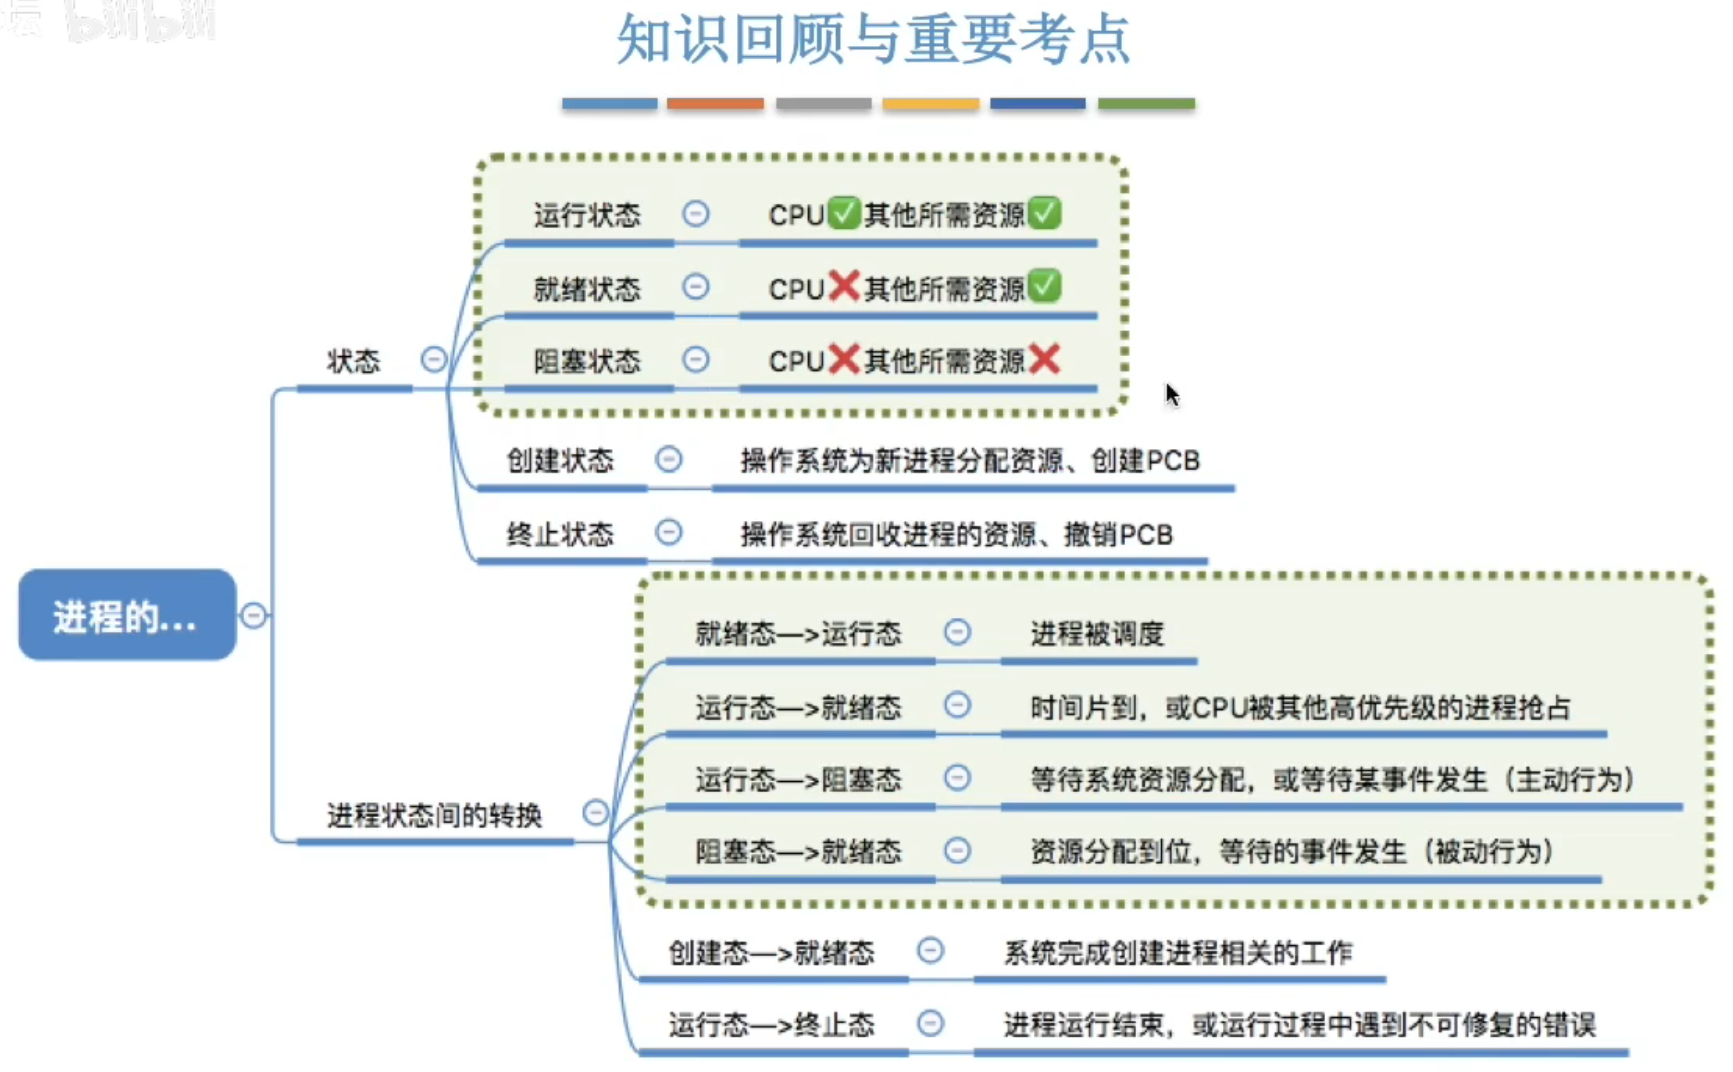 bilibili
知识回顾与重要考点
运行状态 CPU✅其他所需资源✅
就绪状态 CPU❌其他所需资源✅
状态
阻塞状态 CPU❌其他所需资源❌
创建状态 操作系统为新进程分配资源、创建PCB
终止状态 操作系统回收进程的资源、撤销PCB
进程的...
就绪态—>运行态 进程被调度
运行态—>就绪态 时间片到，或CPU被其他高优先级的进程抢占
运行态—>阻塞态 等待系统资源分配，或等待某事件发生（主动行为）
进程状态间的转换
阻塞态—>就绪态 资源分配到位，等待的事件发生（被动行为）
创建态—>就绪态 系统完成创建进程相关的工作
运行态—>终止态 进程运行结束，或运行过程中遇到不可修复的错误